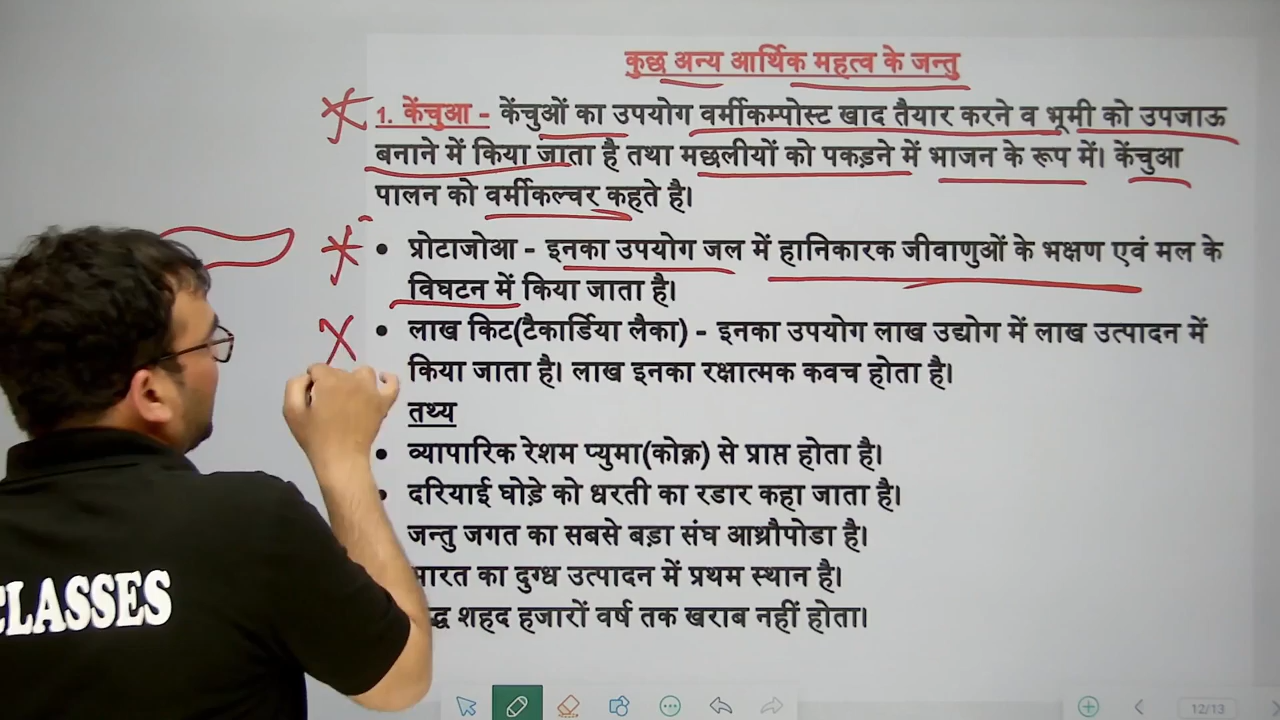 कुछ अन्य आर्थिक महत्व के जन्तु
1. केंचुआ - केंचुओं का उपयोग वर्मीकम्पोस्ट खाद तैयार करने व भूमी को उपजाऊ
बनाने में किया जाता है तथा मछलीयों को पकड़ने में भाजन के रूप में। केंचुआ
पालन को वर्मीकल्चर कहते है।
• प्रोटाजोआ - इनका उपयोग जल में हानिकारक जीवाणुओं के भक्षण एवं मल के
विघटन में किया जाता है।
• लाख किट(टैकार्डिया लैका) - इनका उपयोग लाख उद्योग में लाख उत्पादन में
किया जाता है। लाख इनका रक्षात्मक कवच होता है।
तथ्य
• व्यापारिक रेशम प्युमा(कोक्न) से प्राप्त होता है।
• दरियाई घोड़े को धरती का रडार कहा जाता है।
जन्तु जगत का सबसे बड़ा संघ आथ्रौपोडा है।
भारत का दुग्ध उत्पादन में प्रथम स्थान है।
शहद हजारों वर्ष तक खराब नहीं होता।
CLASSES
12/13